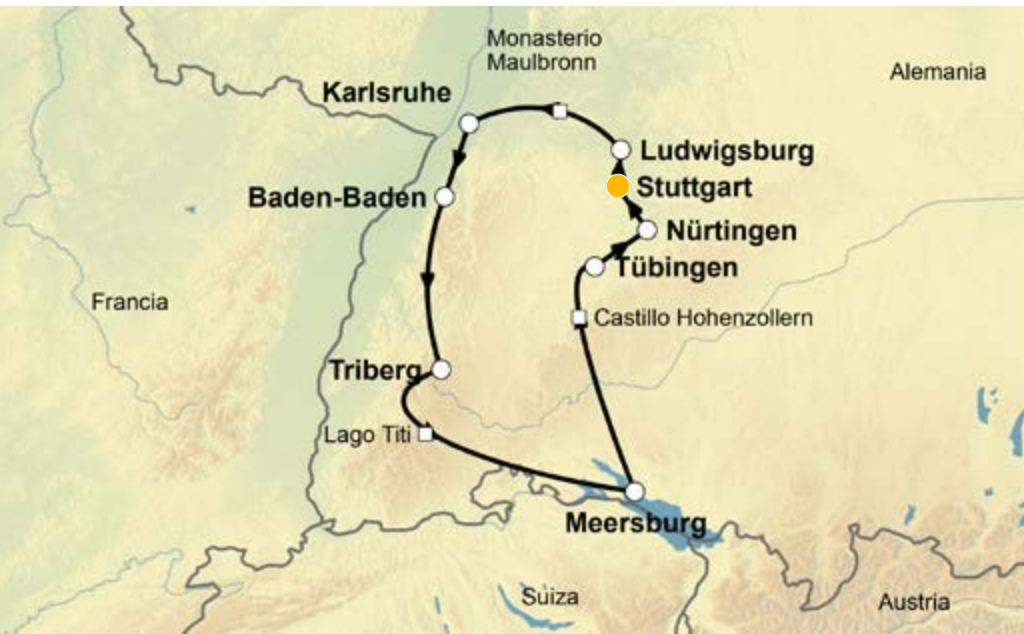 Monasterio
Maulbronn
Alemania
Karlsruhe
Ludwigsburg
Stuttgart
Baden-Baden
Nürtingen
Tübingen
Francia
Castillo Hohenzollern
Triberg
Lago Titi
Meersburg
Suiza
Austria